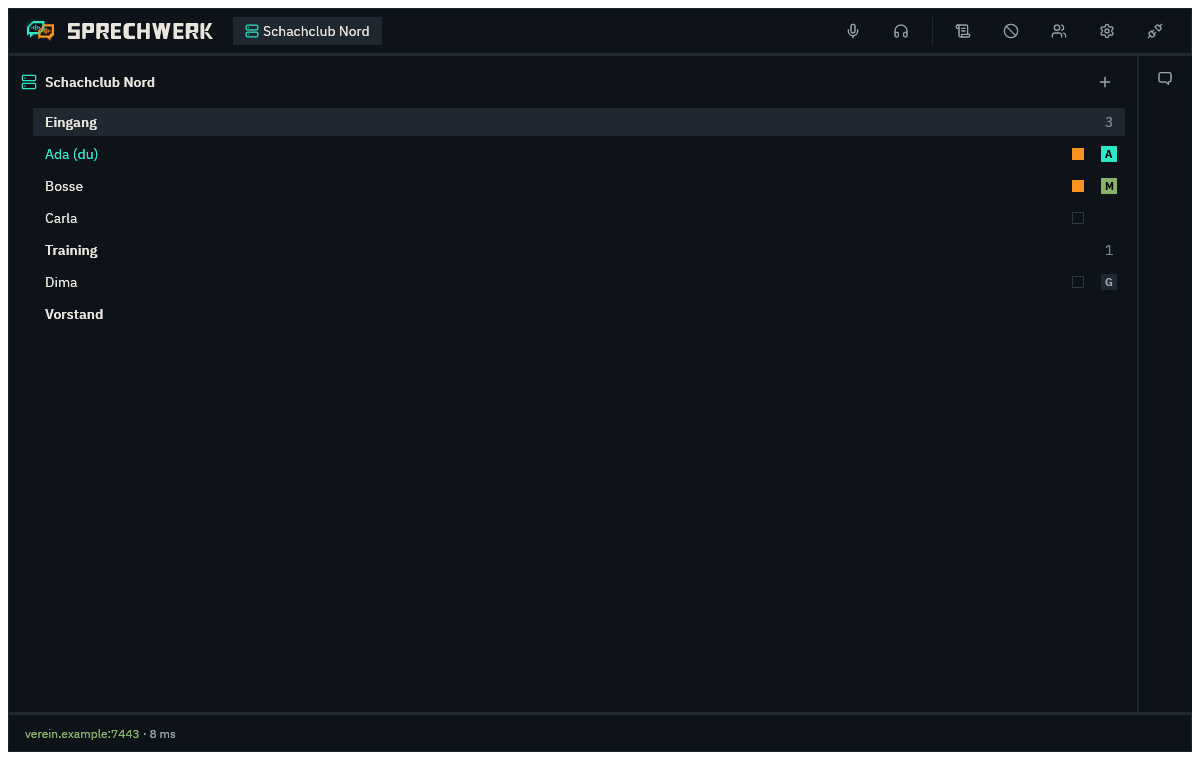 SPRECHWERK Schachclub Nord
Schachclub Nord
Eingang 3
Ada (du) A
Bosse M
Carla
Training 1
Dima G
Vorstand
verein.example:7443 · 8 ms